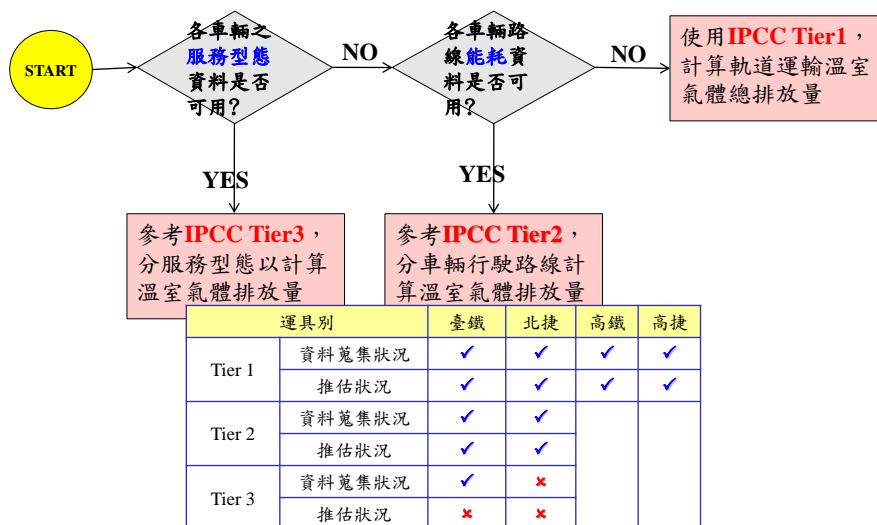 START
各車輛之
服務型態
資料是否
可用?
NO
各車輛路
線能耗資
料是否可
用?
NO
使用IPCC Tier1，
計算軌道運輸溫室
氣體總排放量
YES
YES
參考IPCC Tier3，
分服務型態以計算
溫室氣體排放量
參考IPCC Tier2，
分車輛行駛路線計
算溫室氣體排放量
運具別 臺鐵 北捷 高鐵 高捷
Tier 1 資料蒐集狀況 ✓ ✓ ✓ ✓
推估狀況 ✓ ✓ ✓ ✓
Tier 2 資料蒐集狀況 ✓ ✓
推估狀況 ✓ ✓
Tier 3 資料蒐集狀況 ✓ ×
推估狀況 × ×